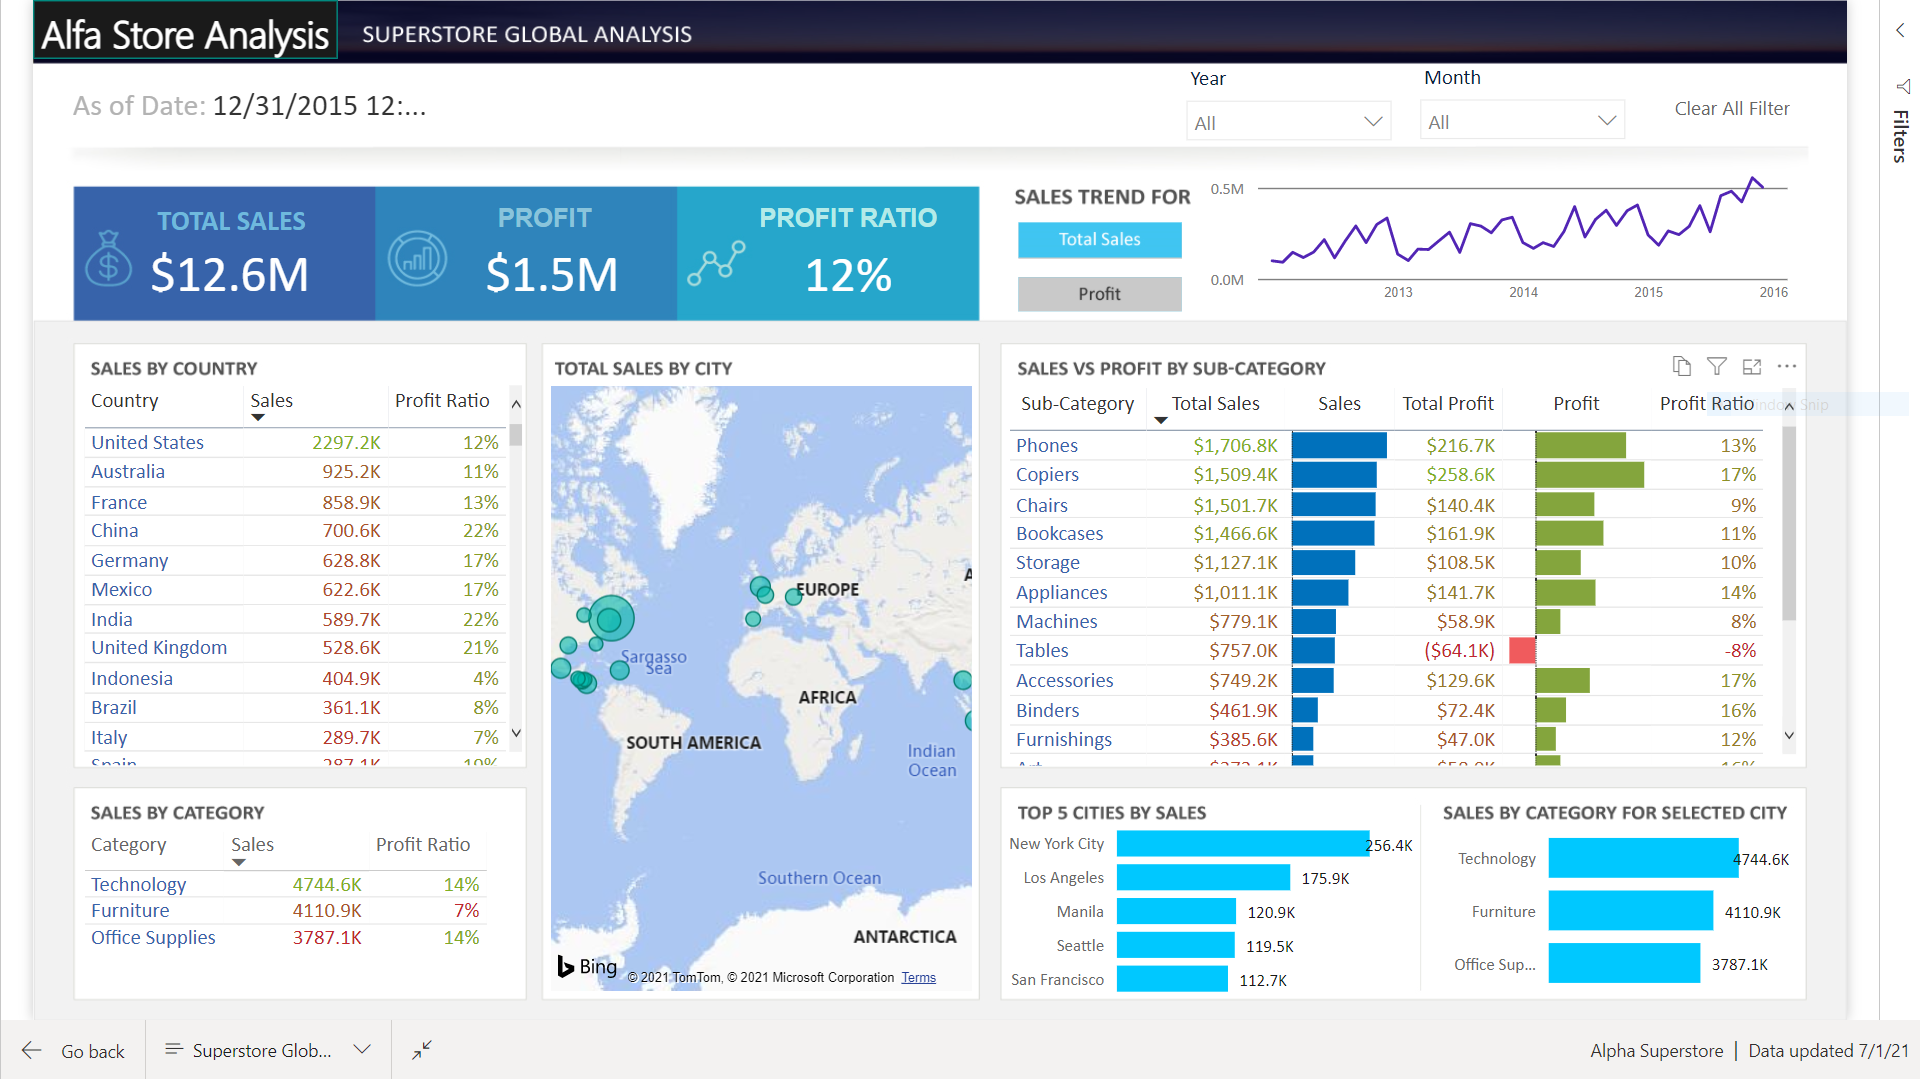 Alfa Store Analysis
SUPERSTORE GLOBAL ANALYSIS
As of Date: 12/31/2015 12:...
Year
All
Month
All
Clear All Filter
Filters
TOTAL SALES
$12.6M
PROFIT
$1.5M
PROFIT RATIO
12%
SALES TREND FOR
Total Sales
Profit
0.5M
0.0M
2013 2014 2015 2016
SALES BY COUNTRY
Country Sales Profit Ratio
United States 2297.2K 12%
Australia 925.2K 11%
France 858.9K 13%
China 700.6K 22%
Germany 628.8K 17%
Mexico 622.6K 17%
India 589.7K 22%
United Kingdom 528.6K 21%
Indonesia 404.9K 4%
Brazil 361.1K 8%
Italy 289.7K 7%
SALES BY CATEGORY
Category Sales Profit Ratio
Technology 4744.6K 14%
Furniture 4110.9K 7%
Office Supplies 3787.1K 14%
TOTAL SALES BY CITY
EUROPE
Sargasso
Sea
AFRICA
SOUTH AMERICA
Indian
Ocean
Southern Ocean
ANTARCTICA
Bing
© 2021 TomTom, © 2021 Microsoft Corporation Terms
SALES VS PROFIT BY SUB-CATEGORY
Sub-Category Total Sales Sales Total Profit Profit Profit Ratio
Phones $1,706.8K $216.7K 13%
Copiers $1,509.4K $258.6K 17%
Chairs $1,501.7K $140.4K 9%
Bookcases $1,466.6K $161.9K 11%
Storage $1,127.1K $108.5K 10%
Appliances $1,011.1K $141.7K 14%
Machines $779.1K $58.9K 8%
Tables $757.0K ($64.1K) -8%
Accessories $749.2K $129.6K 17%
Binders $461.9K $72.4K 16%
Furnishings $385.6K $47.0K 12%
TOP 5 CITIES BY SALES
New York City 256.4K
Los Angeles 175.9K
Manila 120.9K
Seattle 119.5K
San Francisco 112.7K
SALES BY CATEGORY FOR SELECTED CITY
Technology 4744.6K
Furniture 4110.9K
Office Sup... 3787.1K
Go back
Superstore Glob...
Alpha Superstore | Data updated 7/1/21